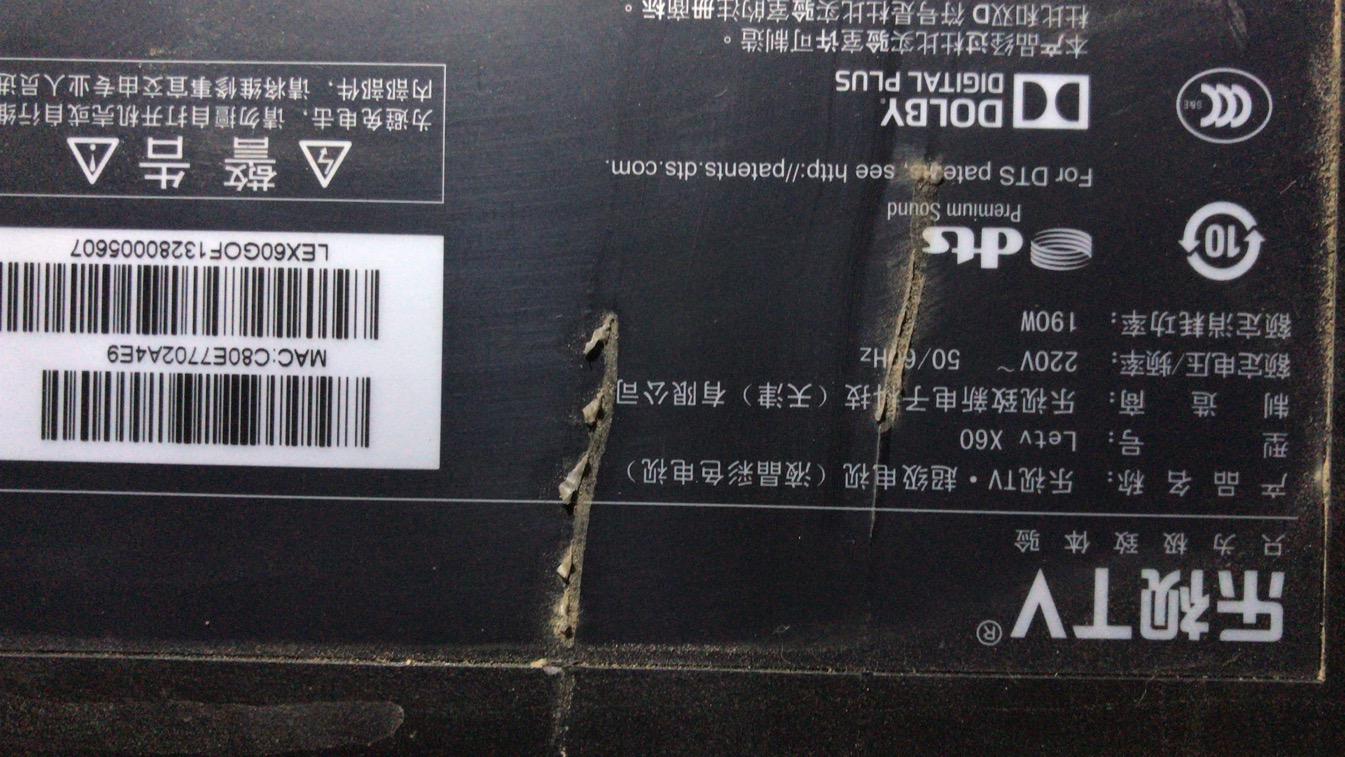 乐视TV®
只为极致体验
产品名称: 乐视TV·超级电视(液晶彩色电视)
型号: Letv X60
制造商: 乐视致新电子科技(天津)有限公司
额定电压/频率: 220V~ 50/60Hz
额定消耗功率: 190W
10
dts
Premium Sound
For DTS patents, see http://patents.dts.com.
CCC
S&E
DOLBY®
DIGITAL PLUS
本产品经过杜比实验室许可制造。
杜比和双D 符号是杜比实验室的注册商标。
MAC:C80E7702A4E9
LEX60GOF13280005607
警告
为避免电击, 请勿擅自打开机壳或自行维
内部部件, 请将维修事宜交由专业人员进